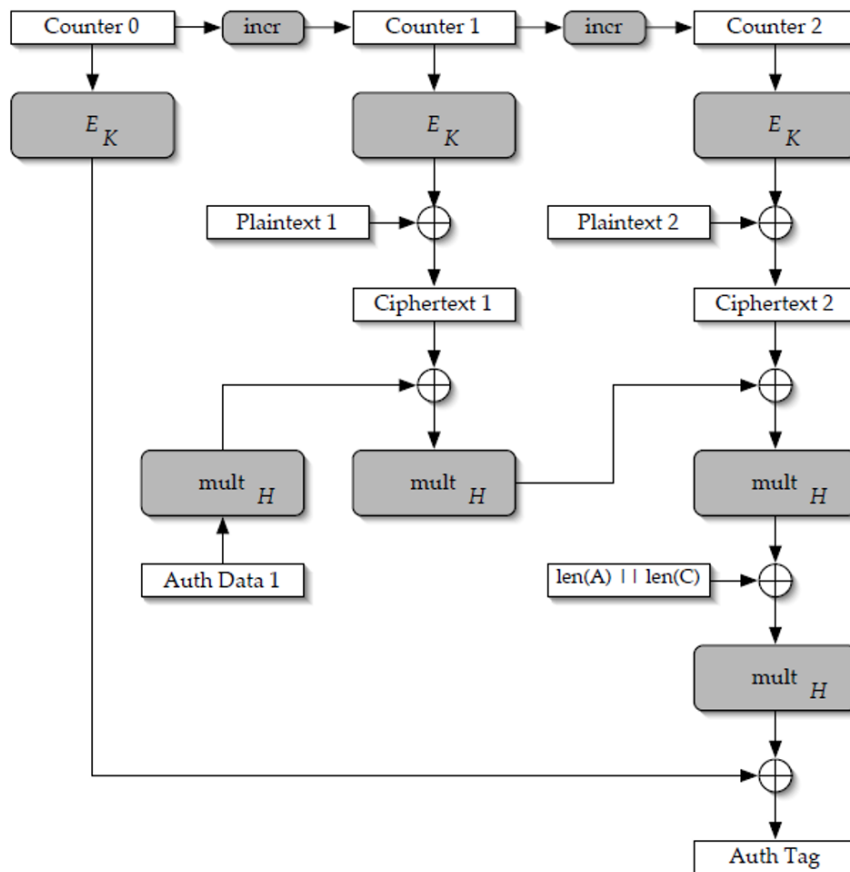 Counter 0
incr
Counter 1
incr
Counter 2
E K
E K
E K
Plaintext 1
Plaintext 2
Ciphertext 1
Ciphertext 2
mult H
mult H
mult H
Auth Data 1
len(A) || len(C)
mult H
Auth Tag